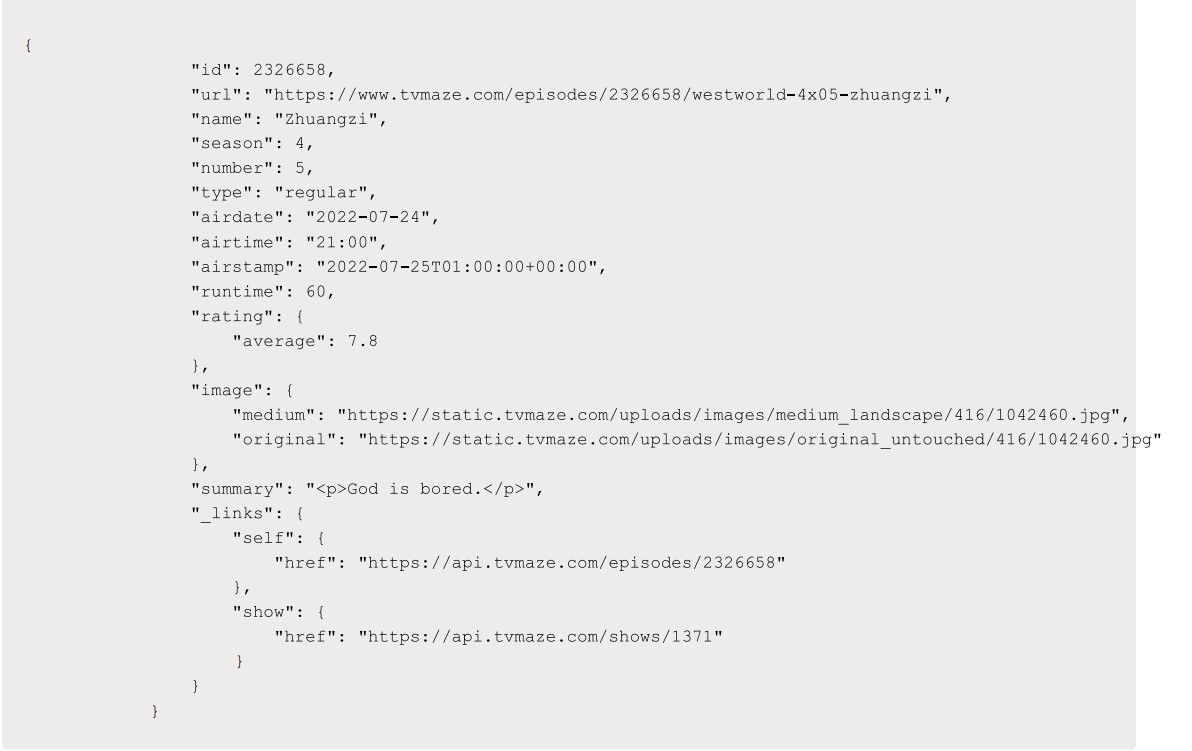 {
"id": 2326658,
"url": "https://www.tvmaze.com/episodes/2326658/westworld-4x05-zhuangzi",
"name": "Zhuangzi",
"season": 4,
"number": 5,
"type": "regular",
"airdate": "2022-07-24",
"airtime": "21:00",
"airstamp": "2022-07-25T01:00:00+00:00",
"runtime": 60,
"rating": {
"average": 7.8
},
"image": {
"medium": "https://static.tvmaze.com/uploads/images/medium_landscape/416/1042460.jpg",
"original": "https://static.tvmaze.com/uploads/images/original_untouched/416/1042460.jpg"
},
"summary": "<p>God is bored.</p>",
"_links": {
"self": {
"href": "https://api.tvmaze.com/episodes/2326658"
},
"show": {
"href": "https://api.tvmaze.com/shows/1371"
}
}
}